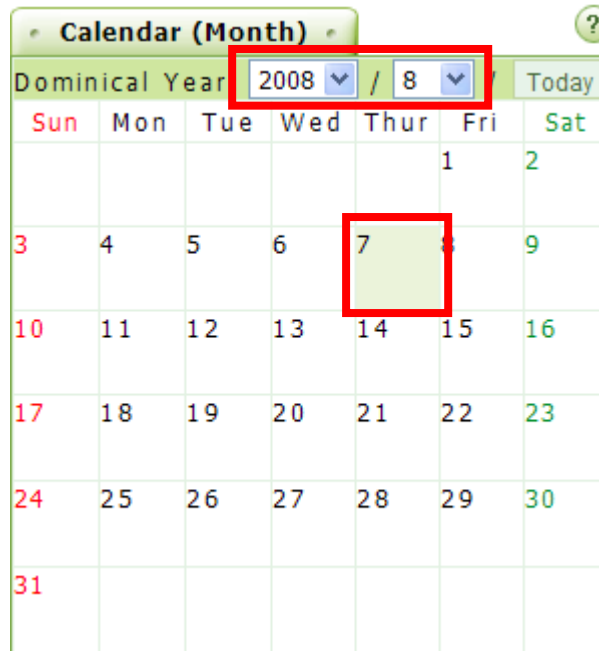 Calendar (Month)
?
Dominical Year 2008 / 8 / Today
Sun Mon Tue Wed Thur Fri Sat
1 2
3 4 5 6 7 8 9
10 11 12 13 14 15 16
17 18 19 20 21 22 23
24 25 26 27 28 29 30
31